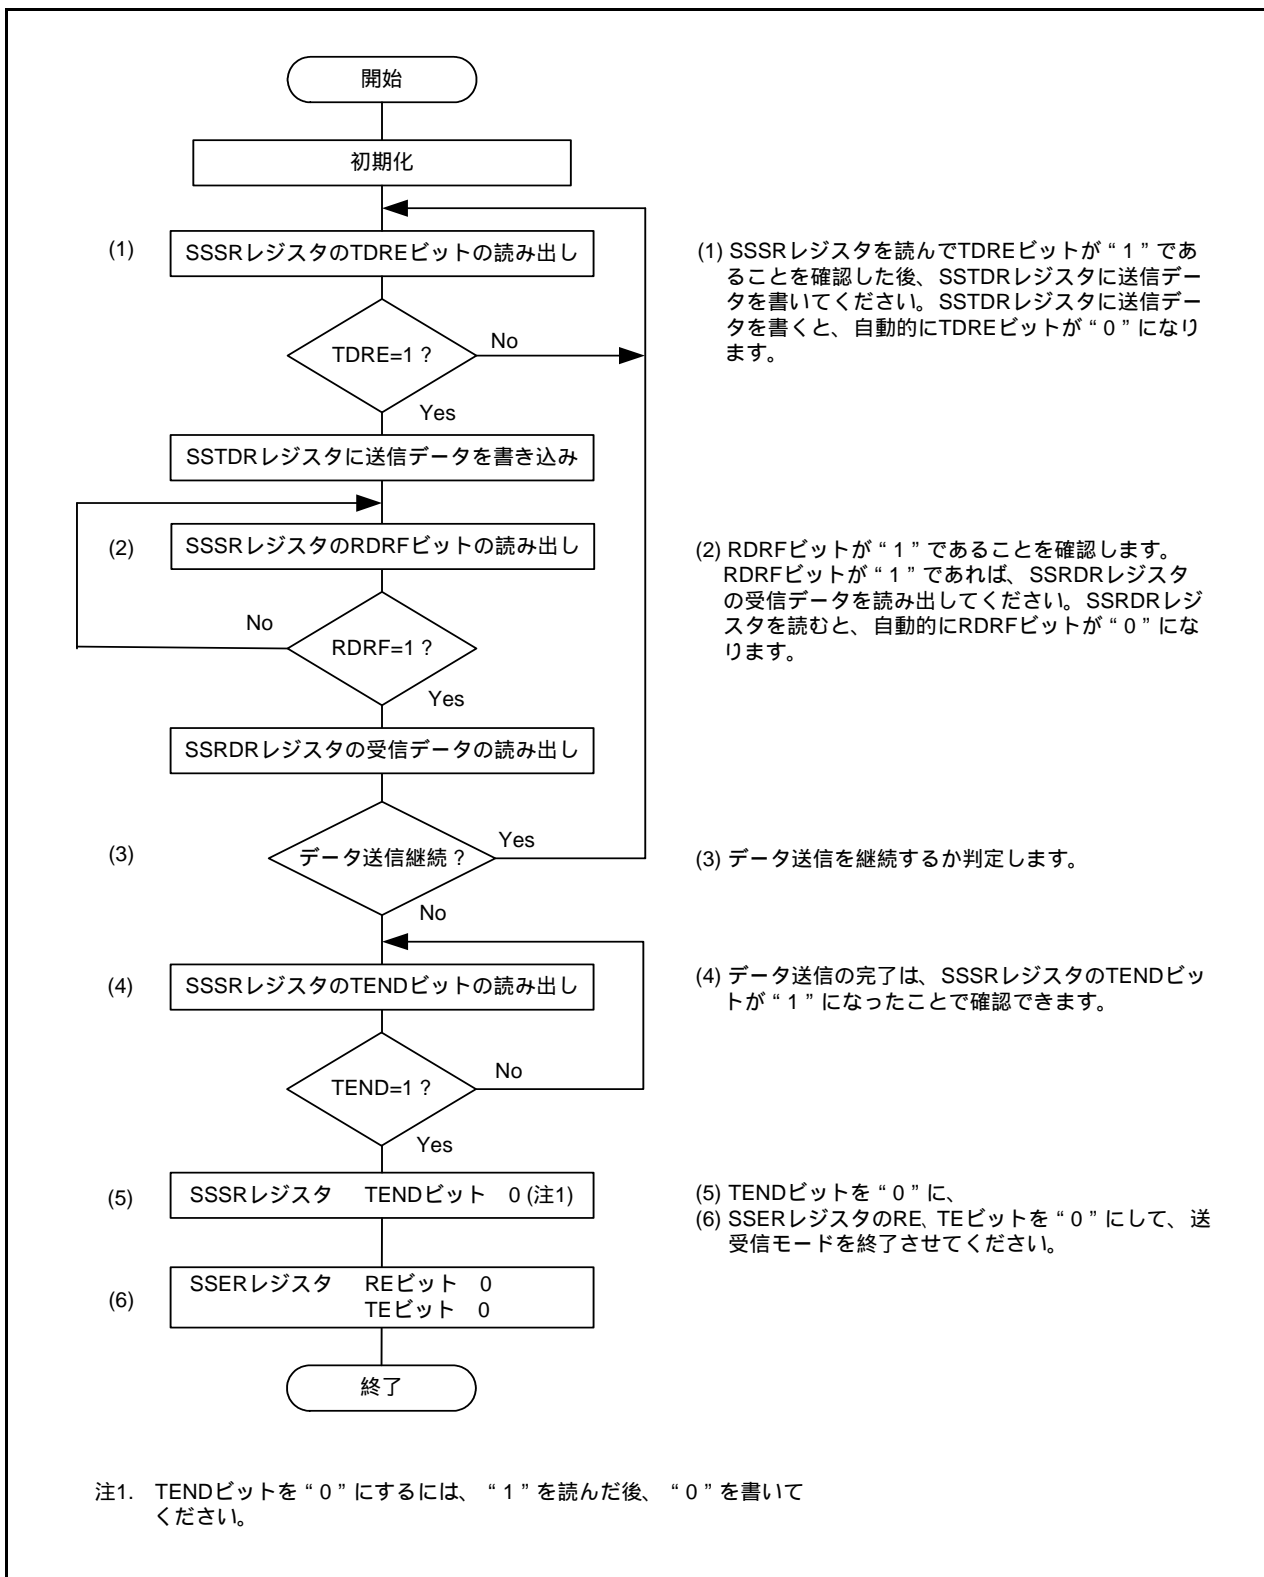 開始
初期化
(1)
SSSRレジスタのTDREビットの読み出し
TDRE=1 ?
No
Yes
SSTDRレジスタに送信データを書き込み
(2)
SSSRレジスタのRDRFビットの読み出し
No
RDRF=1 ?
Yes
SSRDRレジスタの受信データの読み出し
(3)
データ送信継続 ?
Yes
No
(4)
SSSRレジスタのTENDビットの読み出し
TEND=1 ?
No
Yes
(5)
SSSRレジスタ TENDビット 0 (注1)
(6)
SSERレジスタ REビット 0
TEビット 0
終了
(1) SSSRレジスタを読んでTDREビットが“1”であ
ることを確認した後、SSTDRレジスタに送信デー
タを書いてください。SSTDRレジスタに送信デー
タを書くと、自動的にTDREビットが“0”になり
ます。
(2) RDRFビットが“1”であることを確認します。
RDRFビットが“1”であれば、SSRDRレジスタ
の受信データを読み出してください。SSRDRレジ
スタを読むと、自動的にRDRFビットが“0”にな
ります。
(3) データ送信を継続するか判定します。
(4) データ送信の完了は、SSSRレジスタのTENDビッ
トが“1”になったことで確認できます。
(5) TENDビットを“0”に、
(6) SSERレジスタのRE、TEビットを“0”にして、送
受信モードを終了させてください。
注1. TENDビットを“0”にするには、“1”を読んだ後、“0”を書いて
ください。